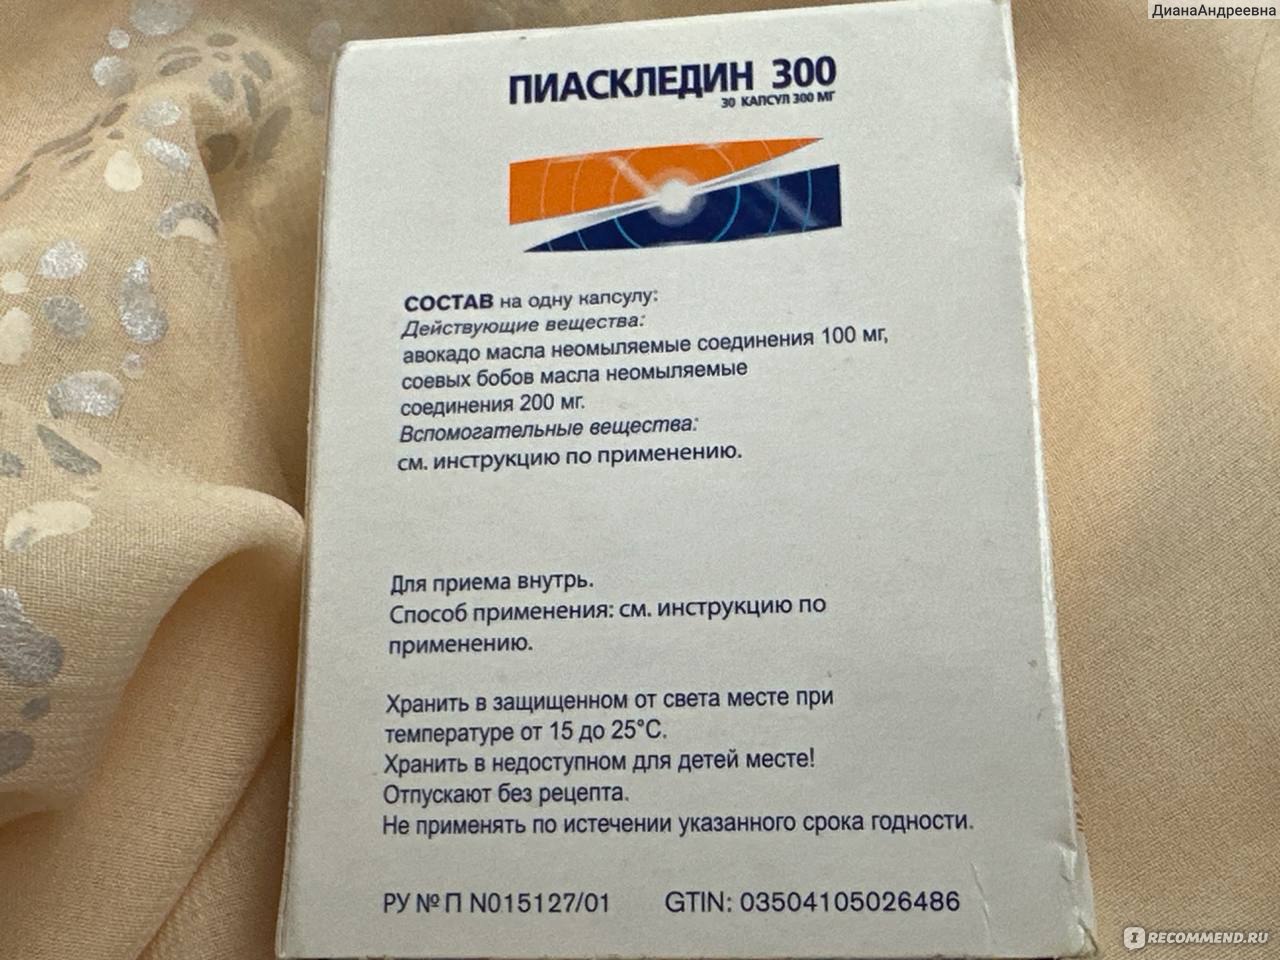 ДианаАндреевна
ПИАСКЛЕДИН 300
30 КАПСУЛ 300 МГ
СОСТАВ на одну капсулу:
Действующие вещества:
авокадо масла неомыляемые соединения 100 мг,
соевых бобов масла неомыляемые
соединения 200 мг.
Вспомогательные вещества:
см. инструкцию по применению.
Для приема внутрь.
Способ применения: см. инструкцию по
применению.
Хранить в защищенном от света месте при
температуре от 15 до 25°С.
Хранить в недоступном для детей месте!
Отпускают без рецепта.
Не применять по истечении указанного срока годности.
РУ № П N015127/01 GTIN: 03504105026486
IRECOMMEND.RU